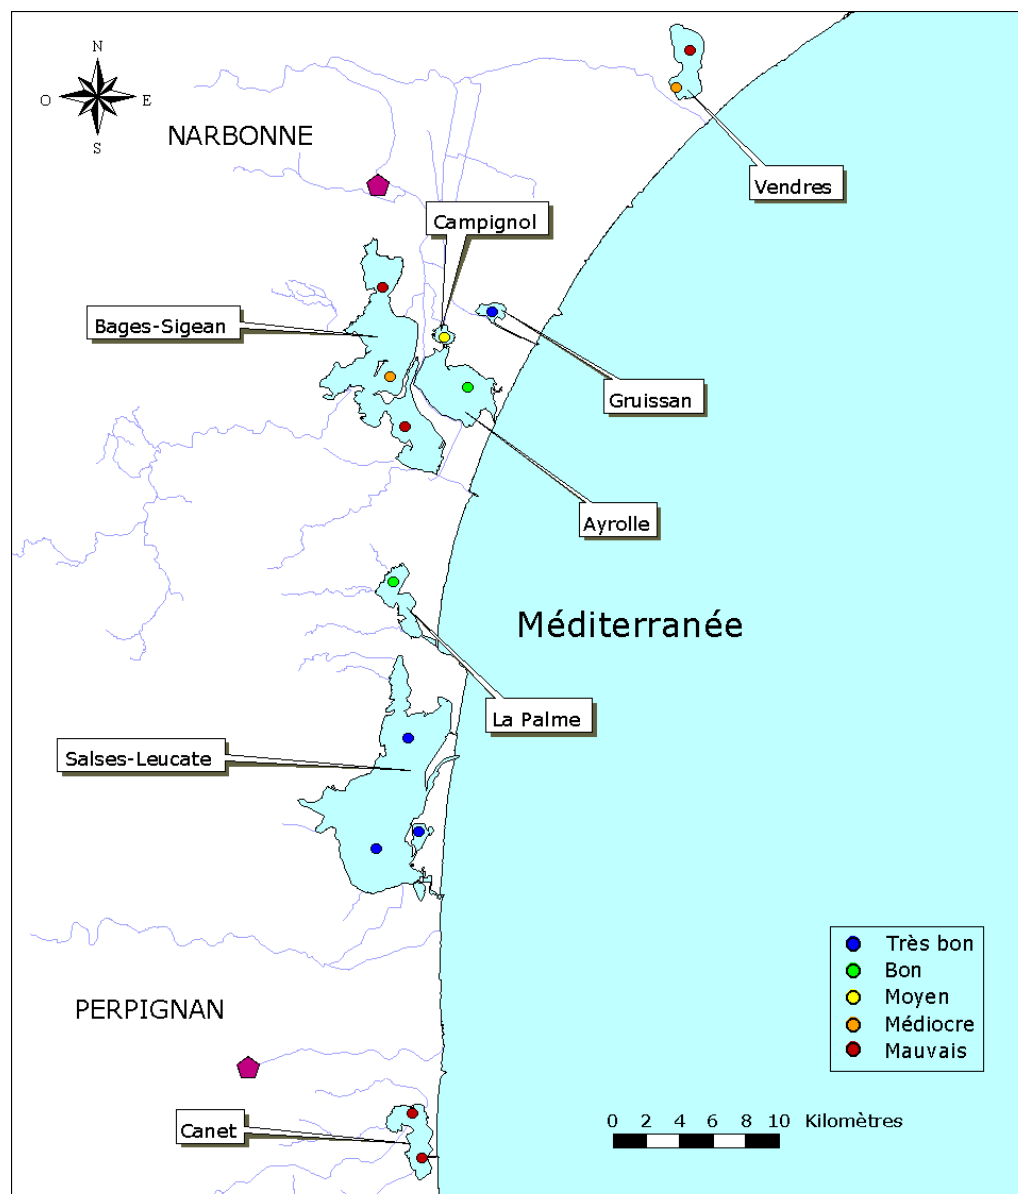 N
O
E
S
NARBONNE
Vendres
Campignol
Bages-Sigean
Gruissan
Ayrolle
Méditerranée
La Palme
Salses-Leucate
Très bon
Bon
Moyen
Médiocre
Mauvais
PERPIGNAN
Canet
0 2 4 6 8 10 Kilomètres